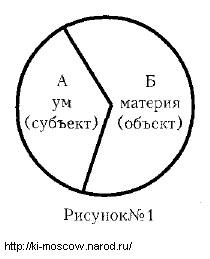 А Б
ум материя
(субъект) (объект)
Рисунок№1
http://ki-moscow.narod.ru/